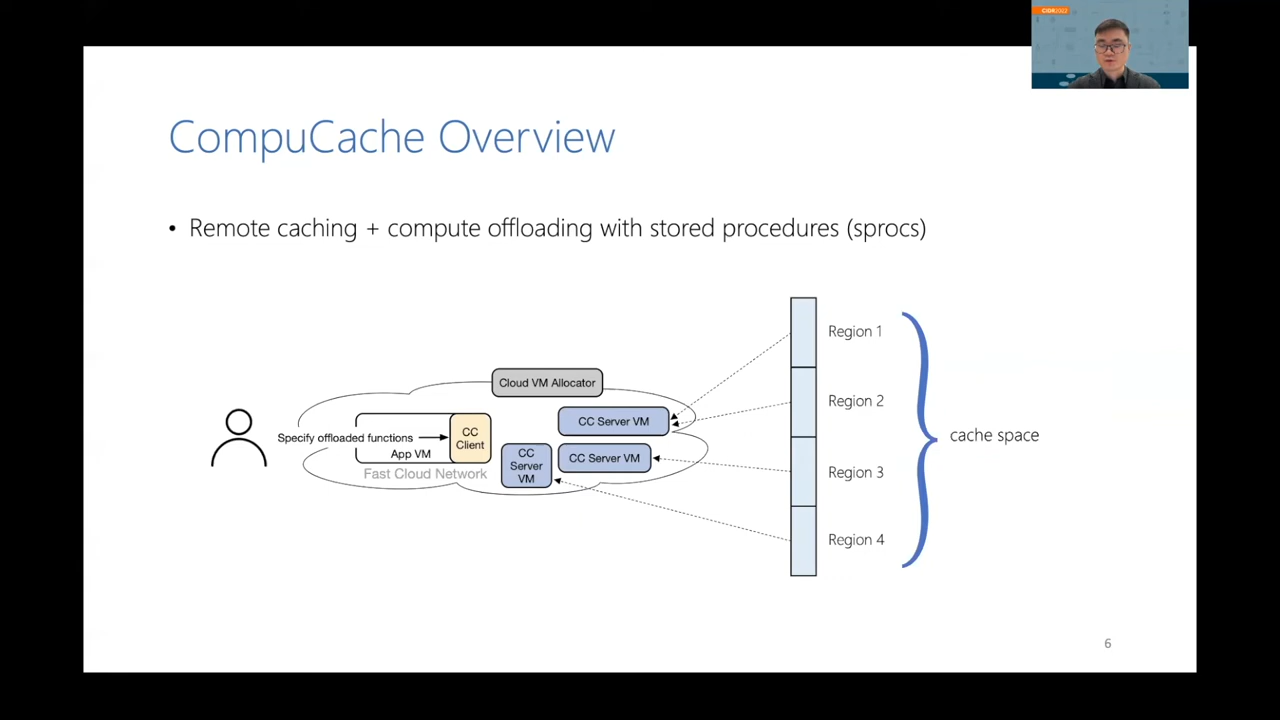 CIDR2022
CompuCache Overview
• Remote caching + compute offloading with stored procedures (sprocs)
Cloud VM Allocator
Specify offloaded functions
App VM
CC
Client
Fast Cloud Network
CC Server VM
CC Server VM
CC
Server
VM
Region 1
Region 2
Region 3
Region 4
cache space
6